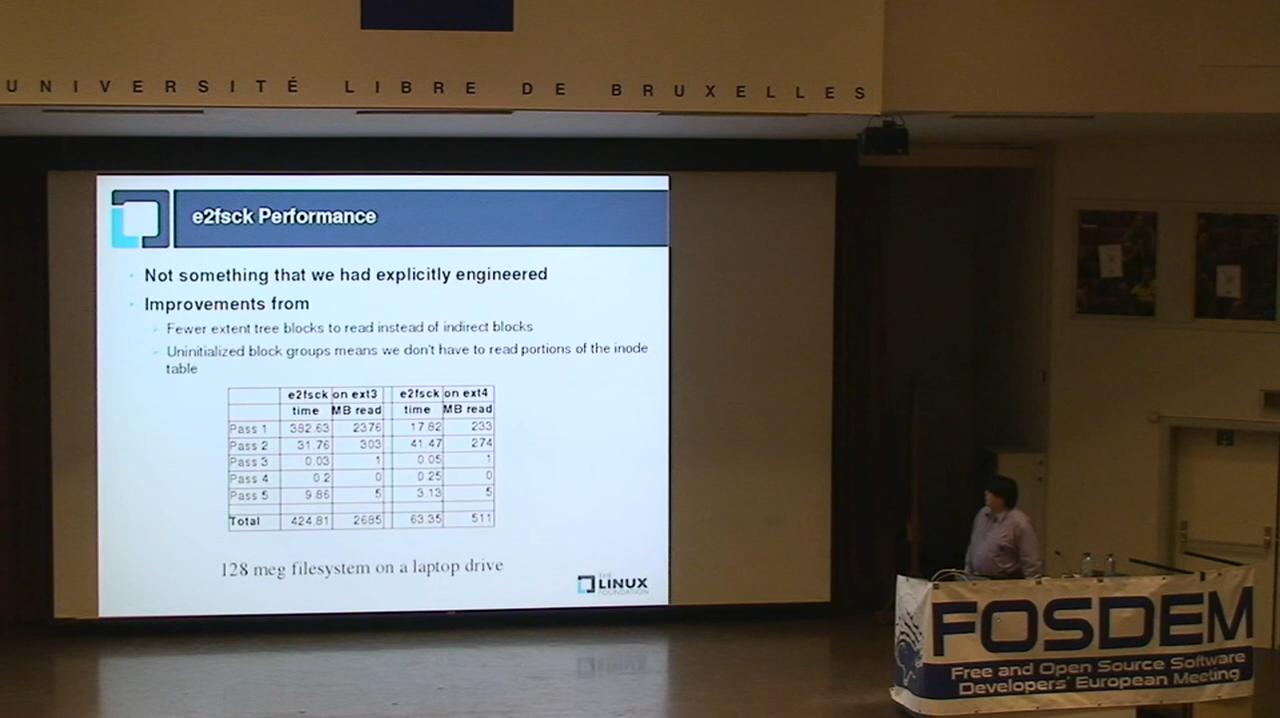 UNIVERSITÉ LIBRE DE BRUXELLES
e2fsck Performance
Not something that we had explicitly engineered
Improvements from
Fewer extent tree blocks to read instead of indirect blocks
Uninitialized block groups means we don't have to read portions of the inode
table
e2fsck on ext3 e2fsck on ext4
time MB read time MB read
Pass 1 382.63 2376 17.82 233
Pass 2 31.76 303 41.47 274
Pass 3 0.03 1 0.05 1
Pass 4 0.2 0 0.25 0
Pass 5 9.86 5 3.13 5
Total 424.81 2685 63.35 511
128 meg filesystem on a laptop drive
THE
LINUX
FOUNDATION
FOSDEM
Free and Open Source Software
Developers' European Meeting